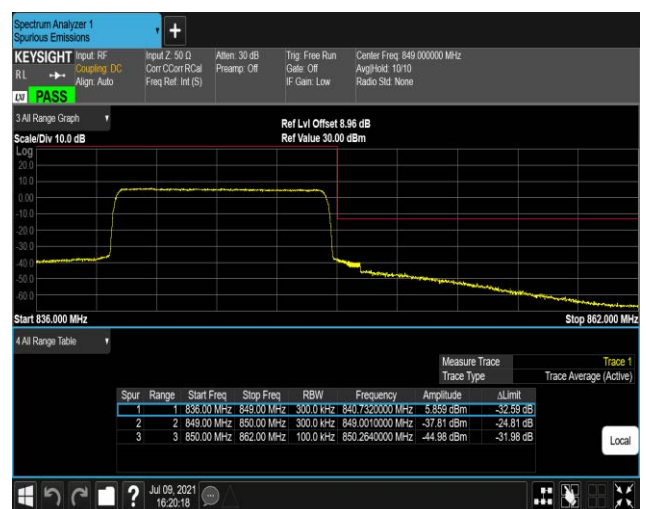 Spectrum Analyzer 1
Spurious Emissions
+
KEYSIGHT Input: RF Input Z: 50 Ω Atten: 30 dB Trig: Free Run Center Freq: 849.000000 MHz
RL Coupling: DC Corr CCorr RCal Preamp: Off Gate: Off Avg|Hold: 10/10
Align: Auto Freq Ref: Int (S) IF Gain: Low Radio Std: None
LXI PASS
3 All Range Graph
Ref Lvl Offset 8.96 dB
Scale/Div 10.0 dB Ref Value 30.00 dBm
Log
20.0
10.0
0.00
-10.0
-20.0
-30.0
-40.0
-50.0
-60.0
Start 836.000 MHz Stop 862.000 MHz
4 All Range Table
Measure Trace Trace 1
Trace Type Trace Average (Active)
Spur Range Start Freq Stop Freq RBW Frequency Amplitude ΔLimit
1 1 836.00 MHz 849.00 MHz 300.0 kHz 840.7320000 MHz 5.859 dBm -32.59 dB
2 2 849.00 MHz 850.00 MHz 300.0 kHz 849.0010000 MHz -37.81 dBm -24.81 dB
3 3 850.00 MHz 862.00 MHz 100.0 kHz 850.2640000 MHz -44.98 dBm -31.98 dB
Local
? Jul 09, 2021
16:20:18